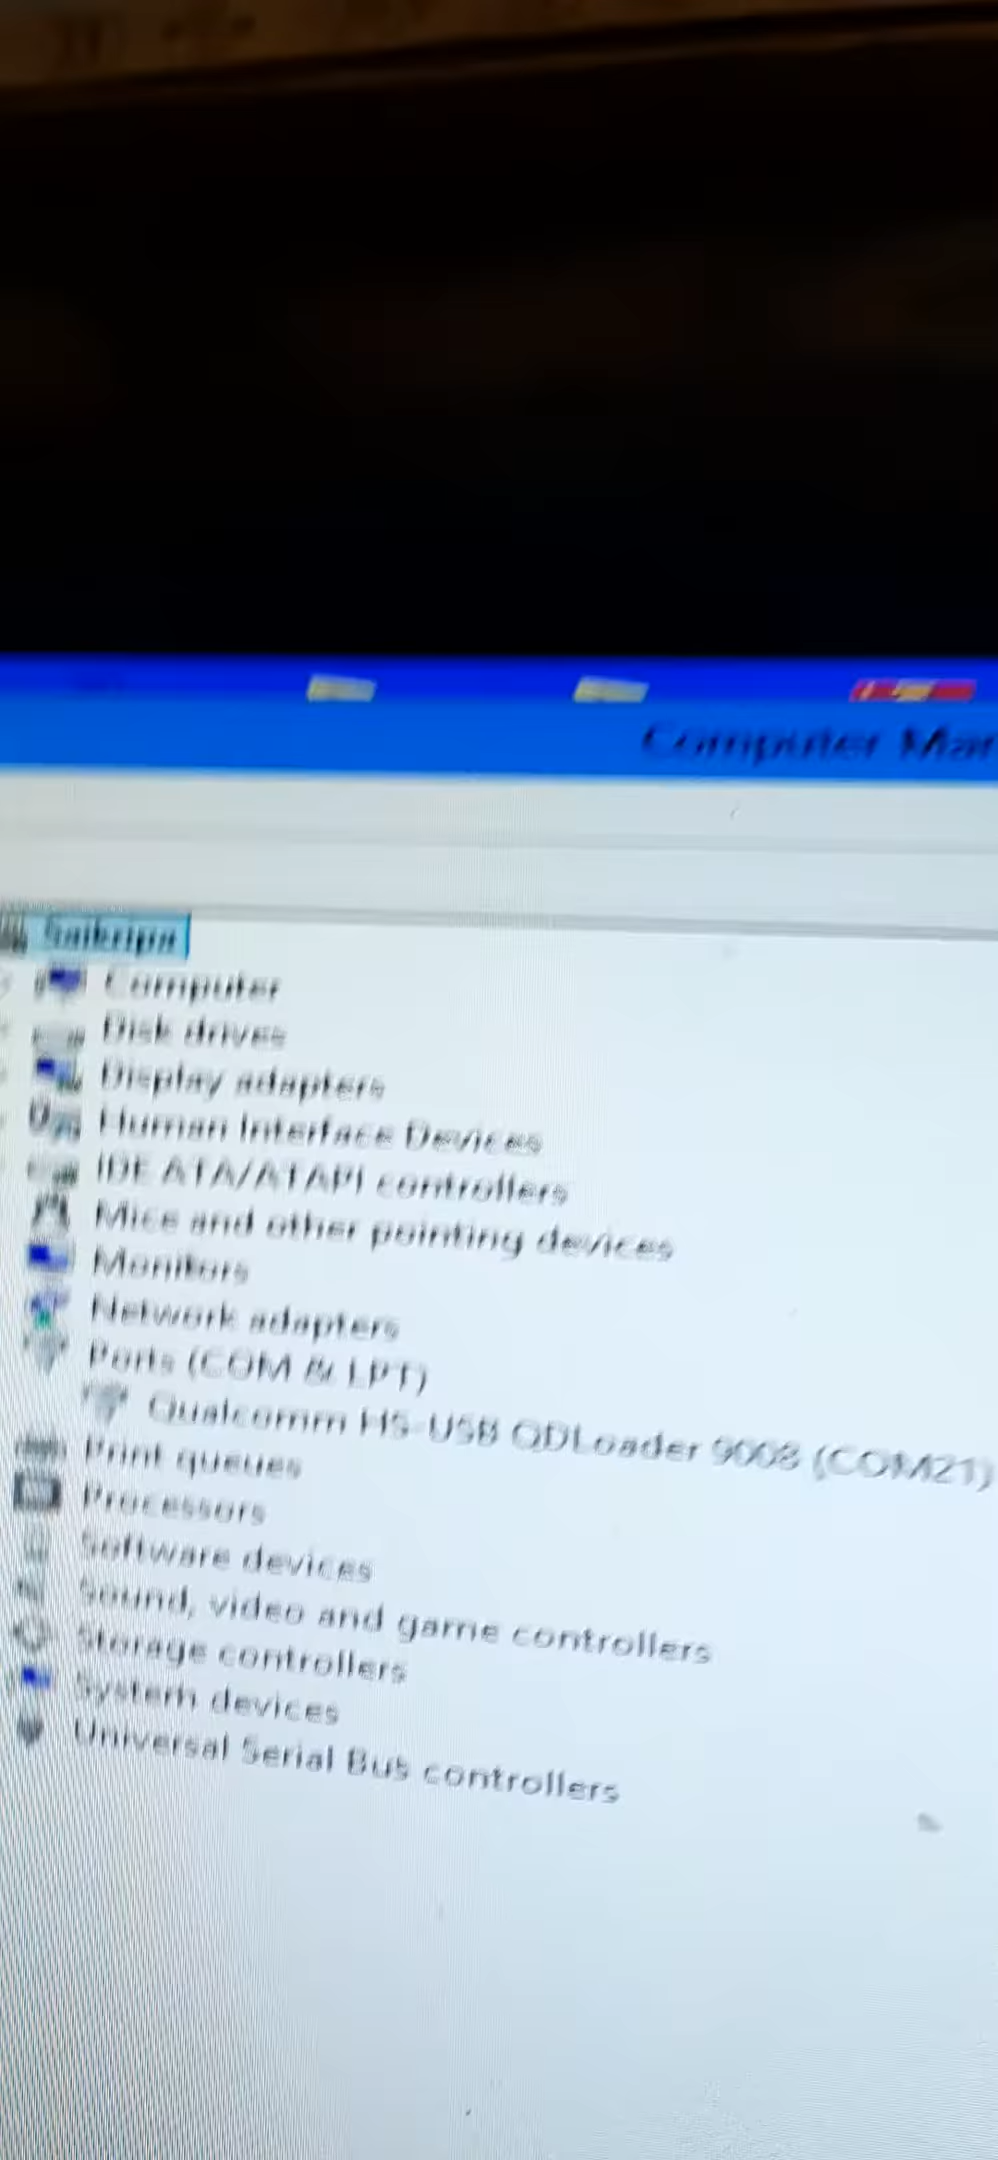 Computer Man
Saikripa
Computer
Disk drives
Display adapters
Human Interface Devices
IDE ATA/ATAPI controllers
Mice and other pointing devices
Monitors
Network adapters
Ports (COM & LPT)
Qualcomm HS-USB QDLoader 9008 (COM21)
Print queues
Processors
Software devices
Sound, video and game controllers
Storage controllers
System devices
Universal Serial Bus controllers